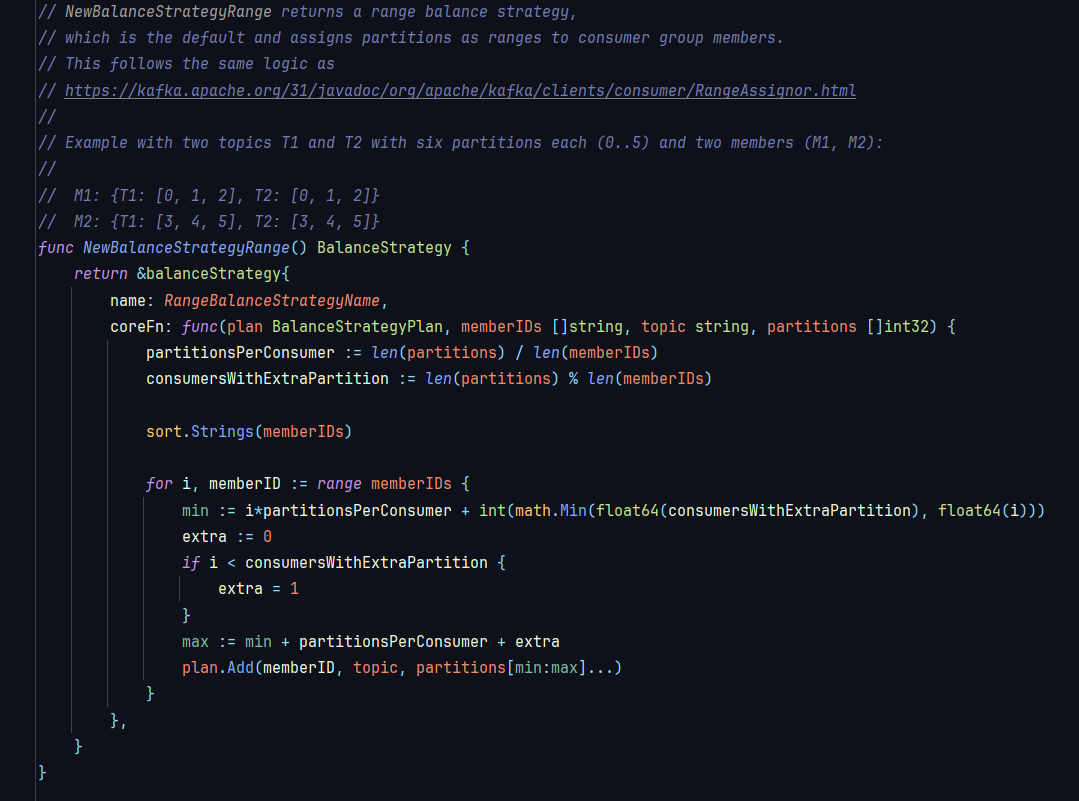 // NewBalanceStrategyRange returns a range balance strategy,
// which is the default and assigns partitions as ranges to consumer group members.
// This follows the same logic as
// https://kafka.apache.org/31/javadoc/org/apache/kafka/clients/consumer/RangeAssignor.html
//
// Example with two topics T1 and T2 with six partitions each (0..5) and two members (M1, M2):
//
//  M1: {T1: [0, 1, 2], T2: [0, 1, 2]}
//  M2: {T1: [3, 4, 5], T2: [3, 4, 5]}
func NewBalanceStrategyRange() BalanceStrategy {
    return &balanceStrategy{
        name: RangeBalanceStrategyName,
        coreFn: func(plan BalanceStrategyPlan, memberIDs []string, topic string, partitions []int32) {
            partitionsPerConsumer := len(partitions) / len(memberIDs)
            consumersWithExtraPartition := len(partitions) % len(memberIDs)

            sort.Strings(memberIDs)

            for i, memberID := range memberIDs {
                min := i*partitionsPerConsumer + int(math.Min(float64(consumersWithExtraPartition), float64(i)))
                extra := 0
                if i < consumersWithExtraPartition {
                    extra = 1
                }
                max := min + partitionsPerConsumer + extra
                plan.Add(memberID, topic, partitions[min:max]...)
            }
        },
    }
}